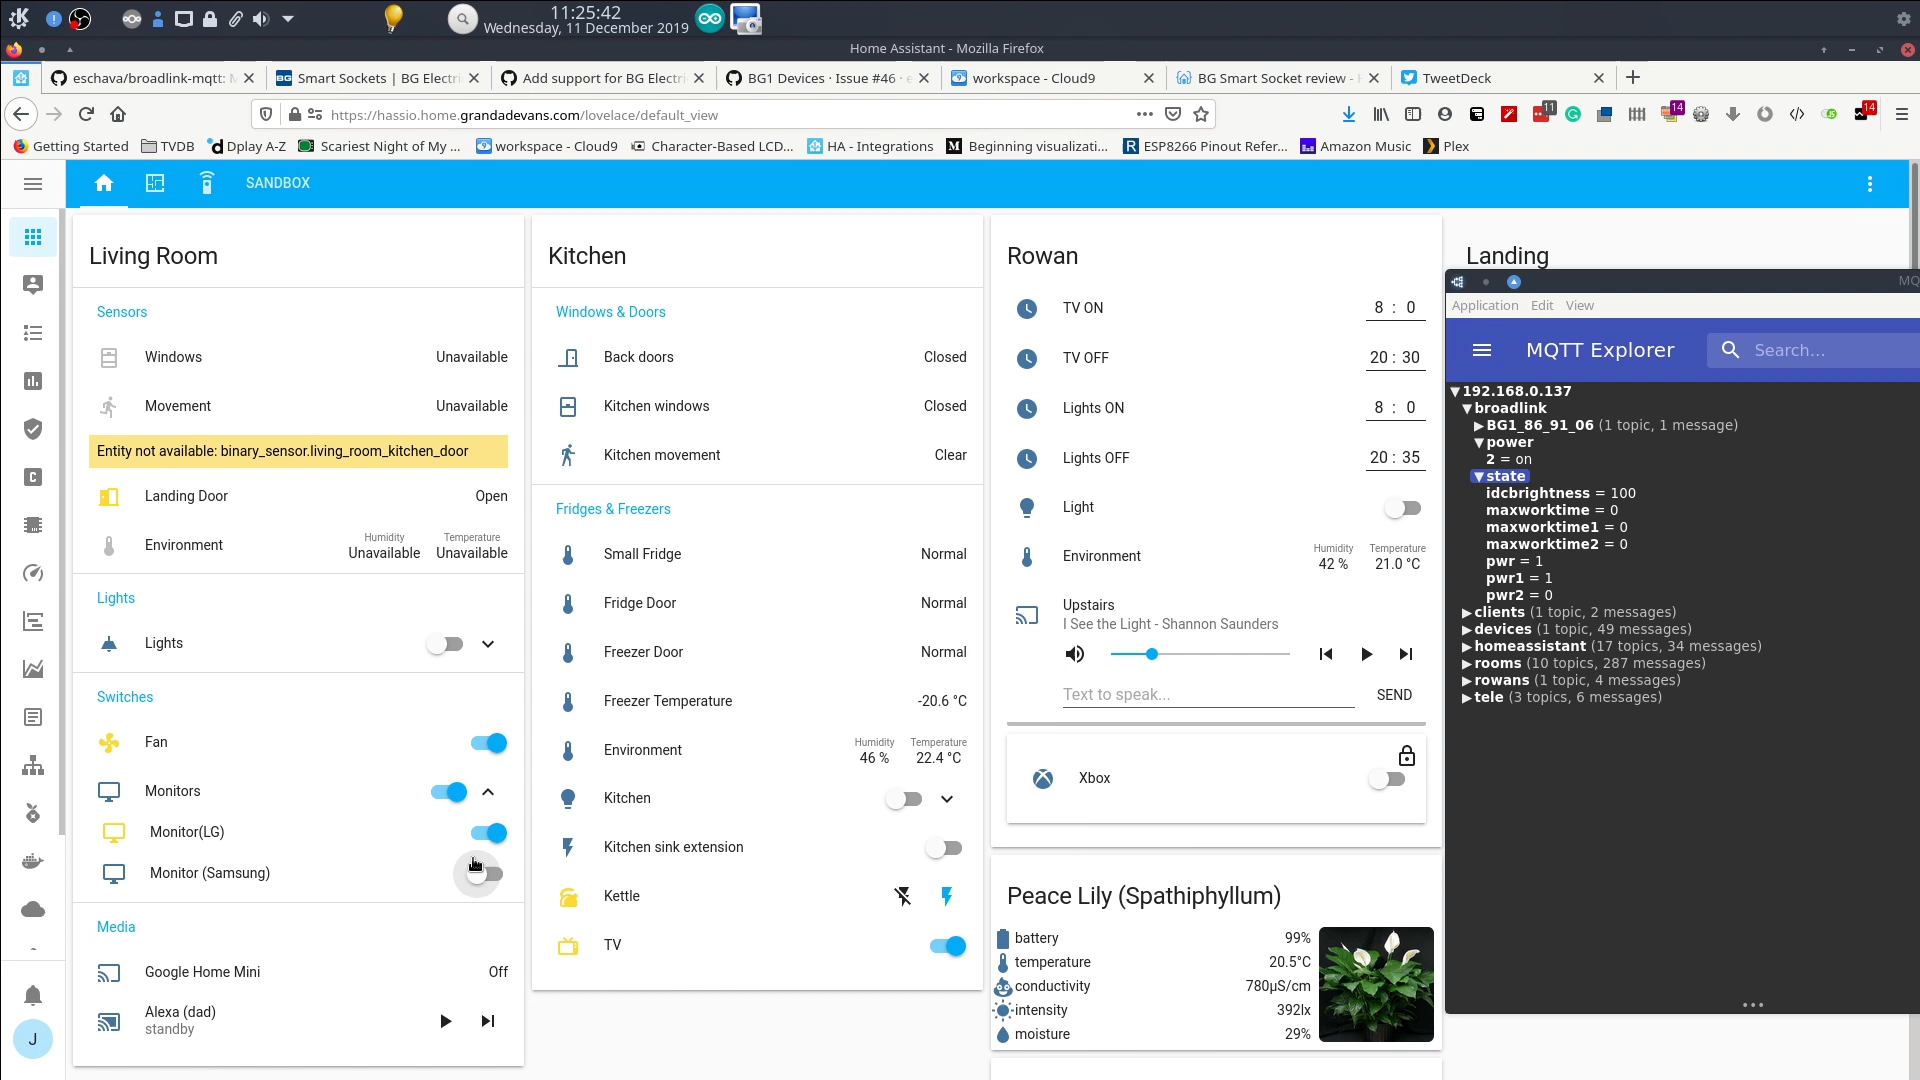 11:25:42
Wednesday, 11 December 2019
Home Assistant - Mozilla Firefox
eschava/broadlink-mqtt: M
BG Smart Sockets | BG Electri
Add support for BG Electri
BG1 Devices · Issue #46 · e
workspace - Cloud9
BG Smart Socket review -
TweetDeck
https://hassio.home.grandadevans.com/lovelace/default_view
11
14
14
Getting Started
TVDB
Dplay A-Z
Scariest Night of My ...
workspace - Cloud9
Character-Based LCD...
HA - Integrations
M Beginning visualizati...
R ESP8266 Pinout Refer...
Amazon Music
Plex
SANDBOX
Living Room
Sensors
Windows Unavailable
Movement Unavailable
Entity not available: binary_sensor.living_room_kitchen_door
Landing Door Open
Environment
Humidity Temperature
Unavailable Unavailable
Lights
Lights
Switches
Fan
Monitors
Monitor(LG)
Monitor (Samsung)
Media
Google Home Mini Off
Alexa (dad)
standby
C
J
Kitchen
Windows & Doors
Back doors Closed
Kitchen windows Closed
Kitchen movement Clear
Fridges & Freezers
Small Fridge Normal
Fridge Door Normal
Freezer Door Normal
Freezer Temperature -20.6 °C
Environment
Humidity Temperature
46 % 22.4 °C
Kitchen
Kitchen sink extension
Kettle
TV
Rowan
TV ON 8 : 0
TV OFF 20 : 30
Lights ON 8 : 0
Lights OFF 20 : 35
Light
Environment
Humidity Temperature
42 % 21.0 °C
Upstairs
I See the Light - Shannon Saunders
Text to speak... SEND
Xbox
Peace Lily (Spathiphyllum)
battery 99%
temperature 20.5°C
conductivity 780µS/cm
intensity 392lx
moisture 29%
Landing
MQ
Application Edit View
MQTT Explorer
Search...
▼192.168.0.137
▼broadlink
▶BG1_86_91_06 (1 topic, 1 message)
▼power
2 = on
▼state
idcbrightness = 100
maxworktime = 0
maxworktime1 = 0
maxworktime2 = 0
pwr = 1
pwr1 = 1
pwr2 = 0
▶clients (1 topic, 2 messages)
▶devices (1 topic, 49 messages)
▶homeassistant (17 topics, 34 messages)
▶rooms (10 topics, 287 messages)
▶rowans (1 topic, 4 messages)
▶tele (3 topics, 6 messages)